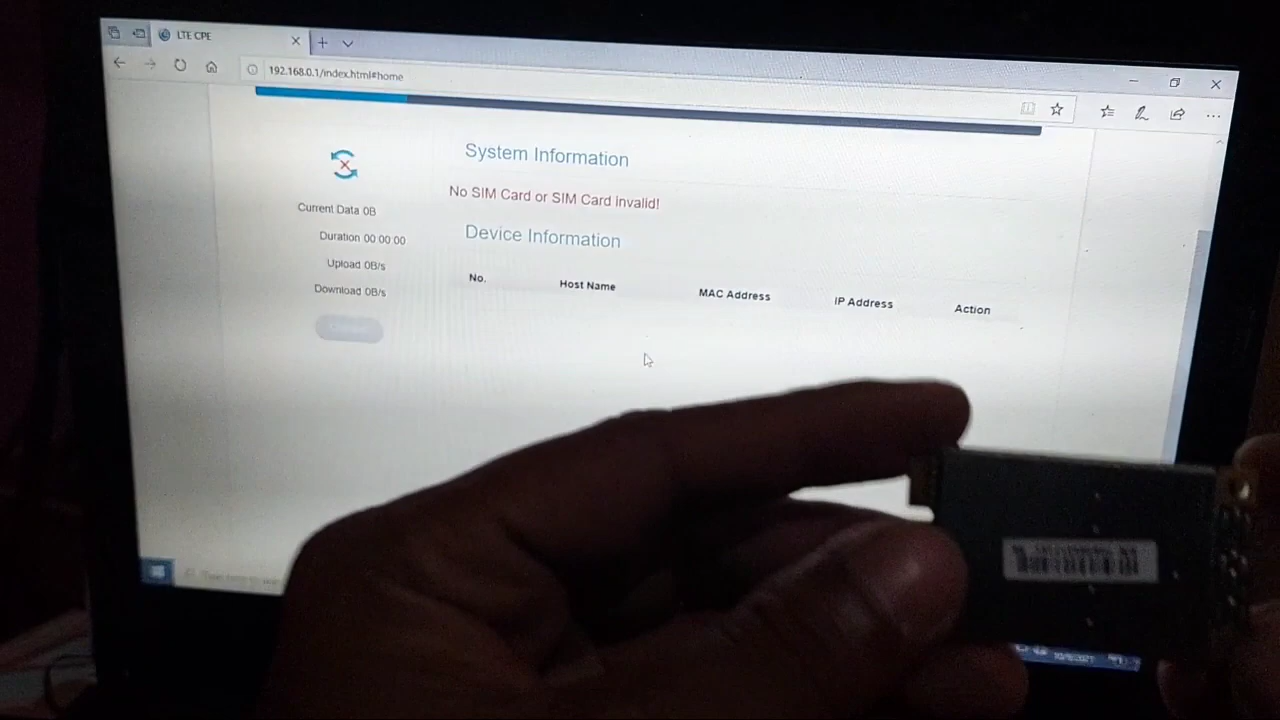 LTE CPE
192.168.0.1/index.html#home
System Information
No SIM Card or SIM Card invalid!
Current Data 0B
Duration 00:00:00
Upload 0B/s
Download 0B/s
Device Information
No. Host Name MAC Address IP Address Action